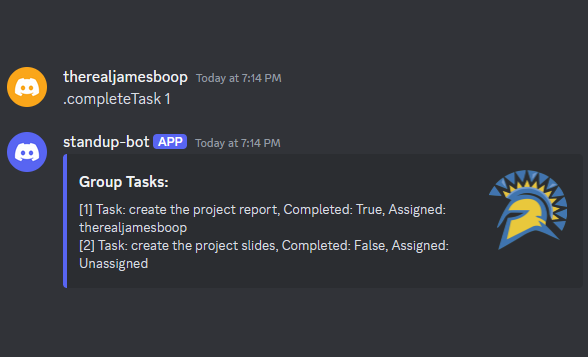 therealjamesboop Today at 7:14 PM
.completeTask 1
standup-bot APP Today at 7:14 PM
Group Tasks:
[1] Task: create the project report, Completed: True, Assigned:
therealjamesboop
[2] Task: create the project slides, Completed: False, Assigned:
Unassigned